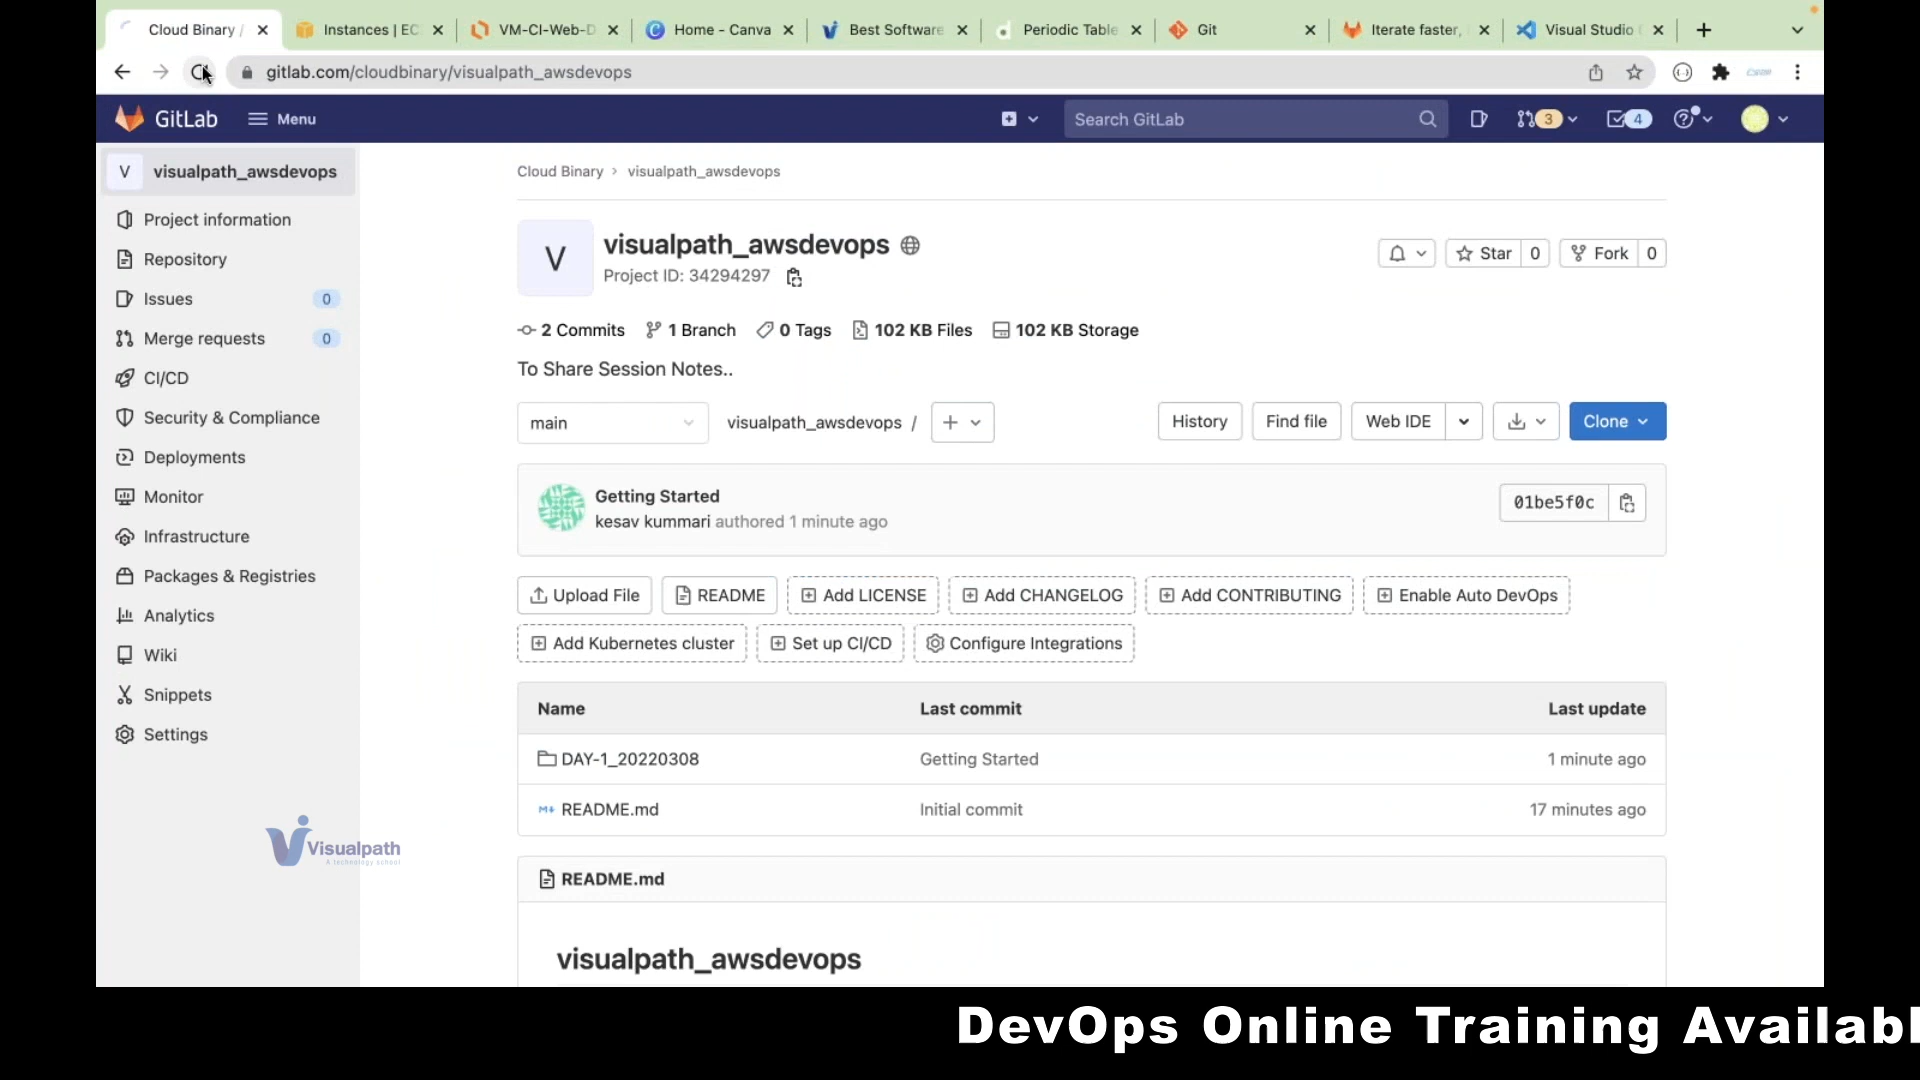 Cloud Binary /
Instances | EC
VM-CI-Web-D
Home - Canva
Best Software
Periodic Table
Git
Iterate faster,
Visual Studio
gitlab.com/cloudbinary/visualpath_awsdevops
GitLab
Menu
Search GitLab
3
4
V
visualpath_awsdevops
Project information
Repository
Issues 0
Merge requests 0
CI/CD
Security & Compliance
Deployments
Monitor
Infrastructure
Packages & Registries
Analytics
Wiki
Snippets
Settings
Cloud Binary > visualpath_awsdevops
V
visualpath_awsdevops
Project ID: 34294297
Star 0
Fork 0
2 Commits 1 Branch 0 Tags 102 KB Files 102 KB Storage
To Share Session Notes..
main
visualpath_awsdevops /
History
Find file
Web IDE
Clone
Getting Started
kesav kummari authored 1 minute ago
01be5f0c
Upload File
README
Add LICENSE
Add CHANGELOG
Add CONTRIBUTING
Enable Auto DevOps
Add Kubernetes cluster
Set up CI/CD
Configure Integrations
Name Last commit Last update
DAY-1_20220308 Getting Started 1 minute ago
README.md Initial commit 17 minutes ago
README.md
visualpath_awsdevops
Visualpath
A technology school
DevOps Online Training Availabl